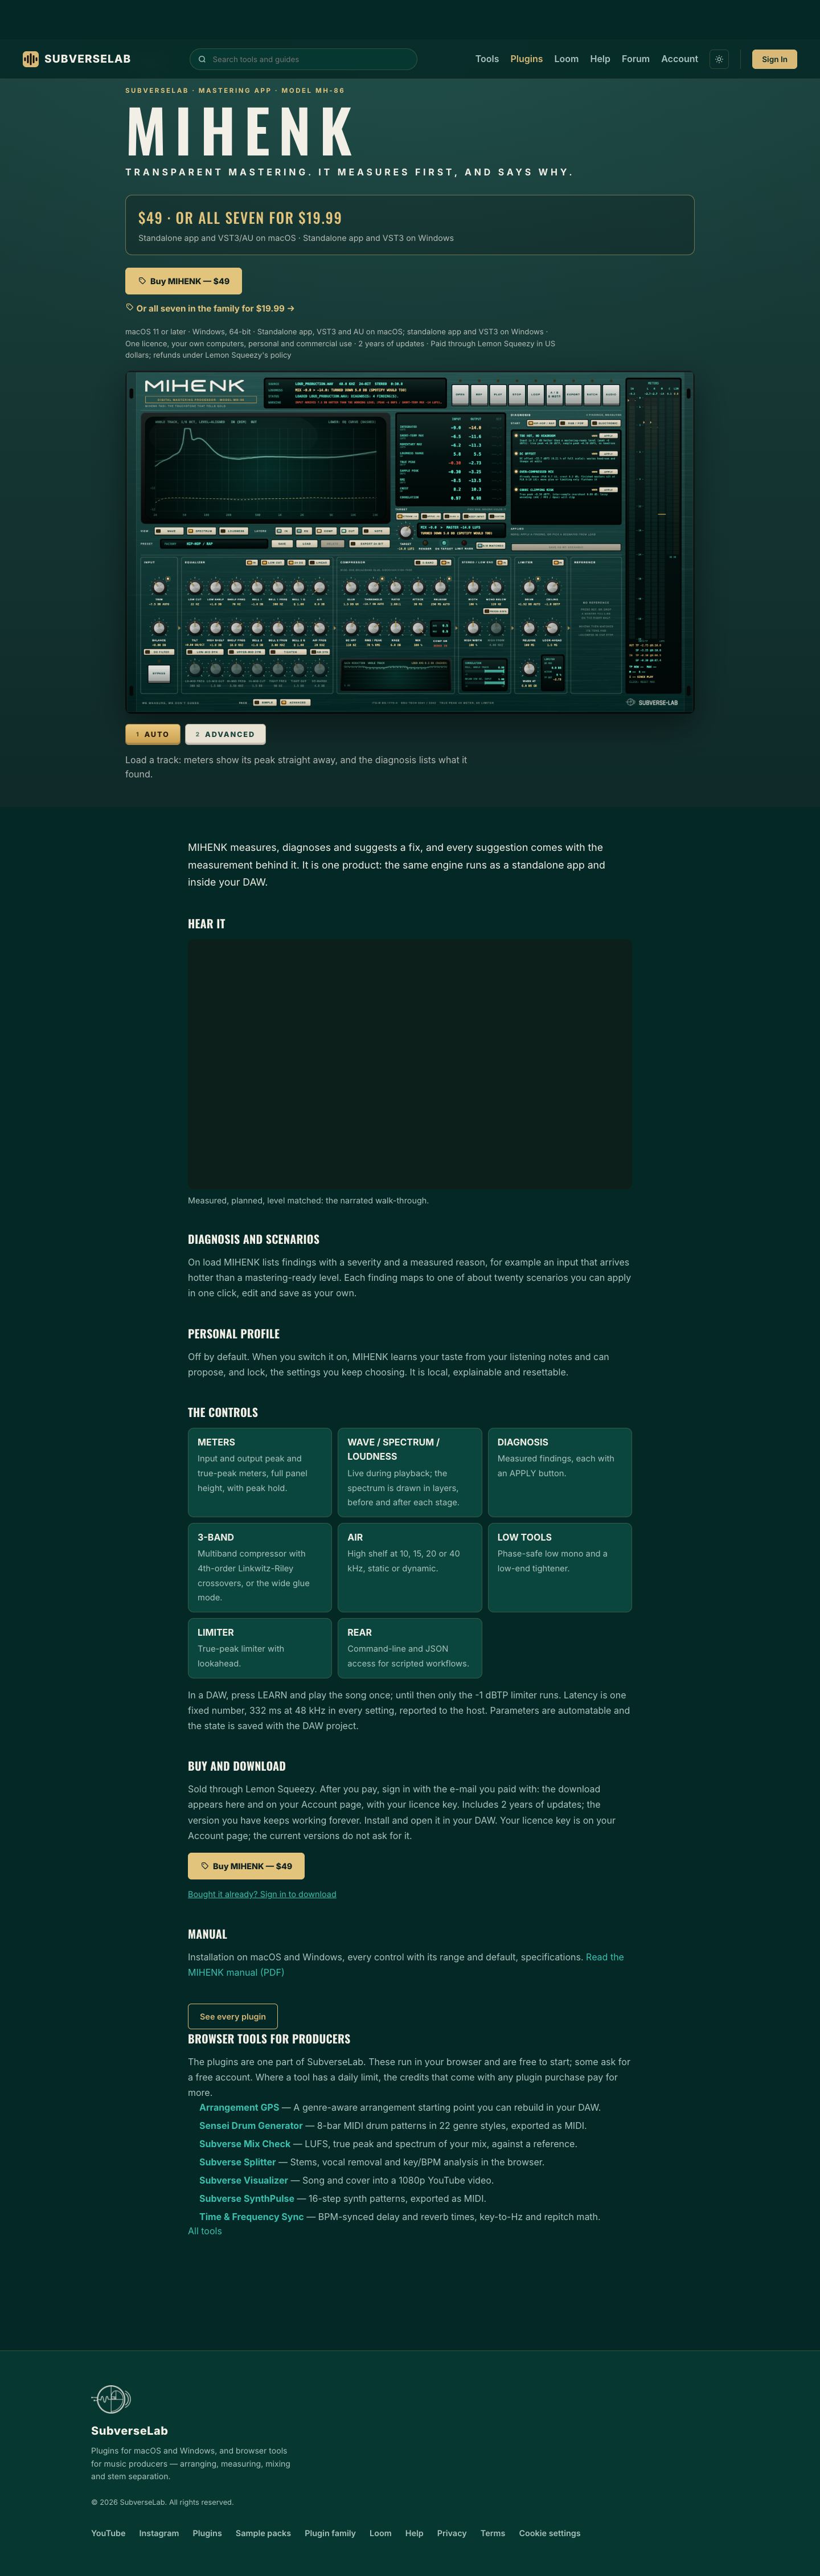 SUBVERSELAB
Search tools and guides
Tools Plugins Loom Help Forum Account
Sign In
SUBVERSELAB · MASTERING APP · MODEL MH-86
MIHENK
TRANSPARENT MASTERING. IT MEASURES FIRST, AND SAYS WHY.
$49 · OR ALL SEVEN FOR $19.99
Standalone app and VST3/AU on macOS · Standalone app and VST3 on Windows
Buy MIHENK — $49
Or all seven in the family for $19.99 →
macOS 11 or later · Windows, 64-bit · Standalone app, VST3 and AU on macOS; standalone app and VST3 on Windows ·
One licence, your own computers, personal and commercial use · 2 years of updates · Paid through Lemon Squeezy in US
dollars; refunds under Lemon Squeezy's policy
MIHENK
DIAGNOSIS
INPUT
EQUALIZER
COMPRESSOR
LIMITER
REFERENCE
SUBVERSE-LAB
1 AUTO
2 ADVANCED
Load a track: meters show its peak straight away, and the diagnosis lists what it
found.
MIHENK measures, diagnoses and suggests a fix, and every suggestion comes with the
measurement behind it. It is one product: the same engine runs as a standalone app and
inside your DAW.
HEAR IT
Measured, planned, level matched: the narrated walk-through.
DIAGNOSIS AND SCENARIOS
On load MIHENK lists findings with a severity and a measured reason, for example an input that arrives
hotter than a mastering-ready level. Each finding maps to one of about twenty scenarios you can apply
in one click, edit and save as your own.
PERSONAL PROFILE
Off by default. When you switch it on, MIHENK learns your taste from your listening notes and can
propose, and lock, the settings you keep choosing. It is local, explainable and resettable.
THE CONTROLS
METERS
Input and output peak and
true-peak meters, full panel
height, with peak hold.
WAVE / SPECTRUM /
LOUDNESS
Live during playback; the
spectrum is drawn in layers,
before and after each stage.
DIAGNOSIS
Measured findings, each with
an APPLY button.
3-BAND
Multiband compressor with
4th-order Linkwitz-Riley
crossovers, or the wide glue
mode.
AIR
High shelf at 10, 15, 20 or 40
kHz, static or dynamic.
LOW TOOLS
Phase-safe low mono and a
low-end tightener.
LIMITER
True-peak limiter with
lookahead.
REAR
Command-line and JSON
access for scripted workflows.
In a DAW, press LEARN and play the song once; until then only the -1 dBTP limiter runs. Latency is one
fixed number, 332 ms at 48 kHz in every setting, reported to the host. Parameters are automatable and
the state is saved with the DAW project.
BUY AND DOWNLOAD
Sold through Lemon Squeezy. After you pay, sign in with the e-mail you paid with: the download
appears here and on your Account page, with your licence key. Includes 2 years of updates; the
version you have keeps working forever. Install and open it in your DAW. Your licence key is on your
Account page; the current versions do not ask for it.
Buy MIHENK — $49
Bought it already? Sign in to download
MANUAL
Installation on macOS and Windows, every control with its range and default, specifications. Read the
MIHENK manual (PDF)
See every plugin
BROWSER TOOLS FOR PRODUCERS
The plugins are one part of SubverseLab. These run in your browser and are free to start; some ask for
a free account. Where a tool has a daily limit, the credits that come with any plugin purchase pay for
more.
Arrangement GPS — A genre-aware arrangement starting point you can rebuild in your DAW.
Sensei Drum Generator — 8-bar MIDI drum patterns in 22 genre styles, exported as MIDI.
Subverse Mix Check — LUFS, true peak and spectrum of your mix, against a reference.
Subverse Splitter — Stems, vocal removal and key/BPM analysis in the browser.
Subverse Visualizer — Song and cover into a 1080p YouTube video.
Subverse SynthPulse — 16-step synth patterns, exported as MIDI.
Time & Frequency Sync — BPM-synced delay and reverb times, key-to-Hz and repitch math.
All tools
SubverseLab
Plugins for macOS and Windows, and browser tools
for music producers — arranging, measuring, mixing
and stem separation.
© 2026 SubverseLab. All rights reserved.
YouTube Instagram Plugins Sample packs Plugin family Loom Help Privacy Terms Cookie settings